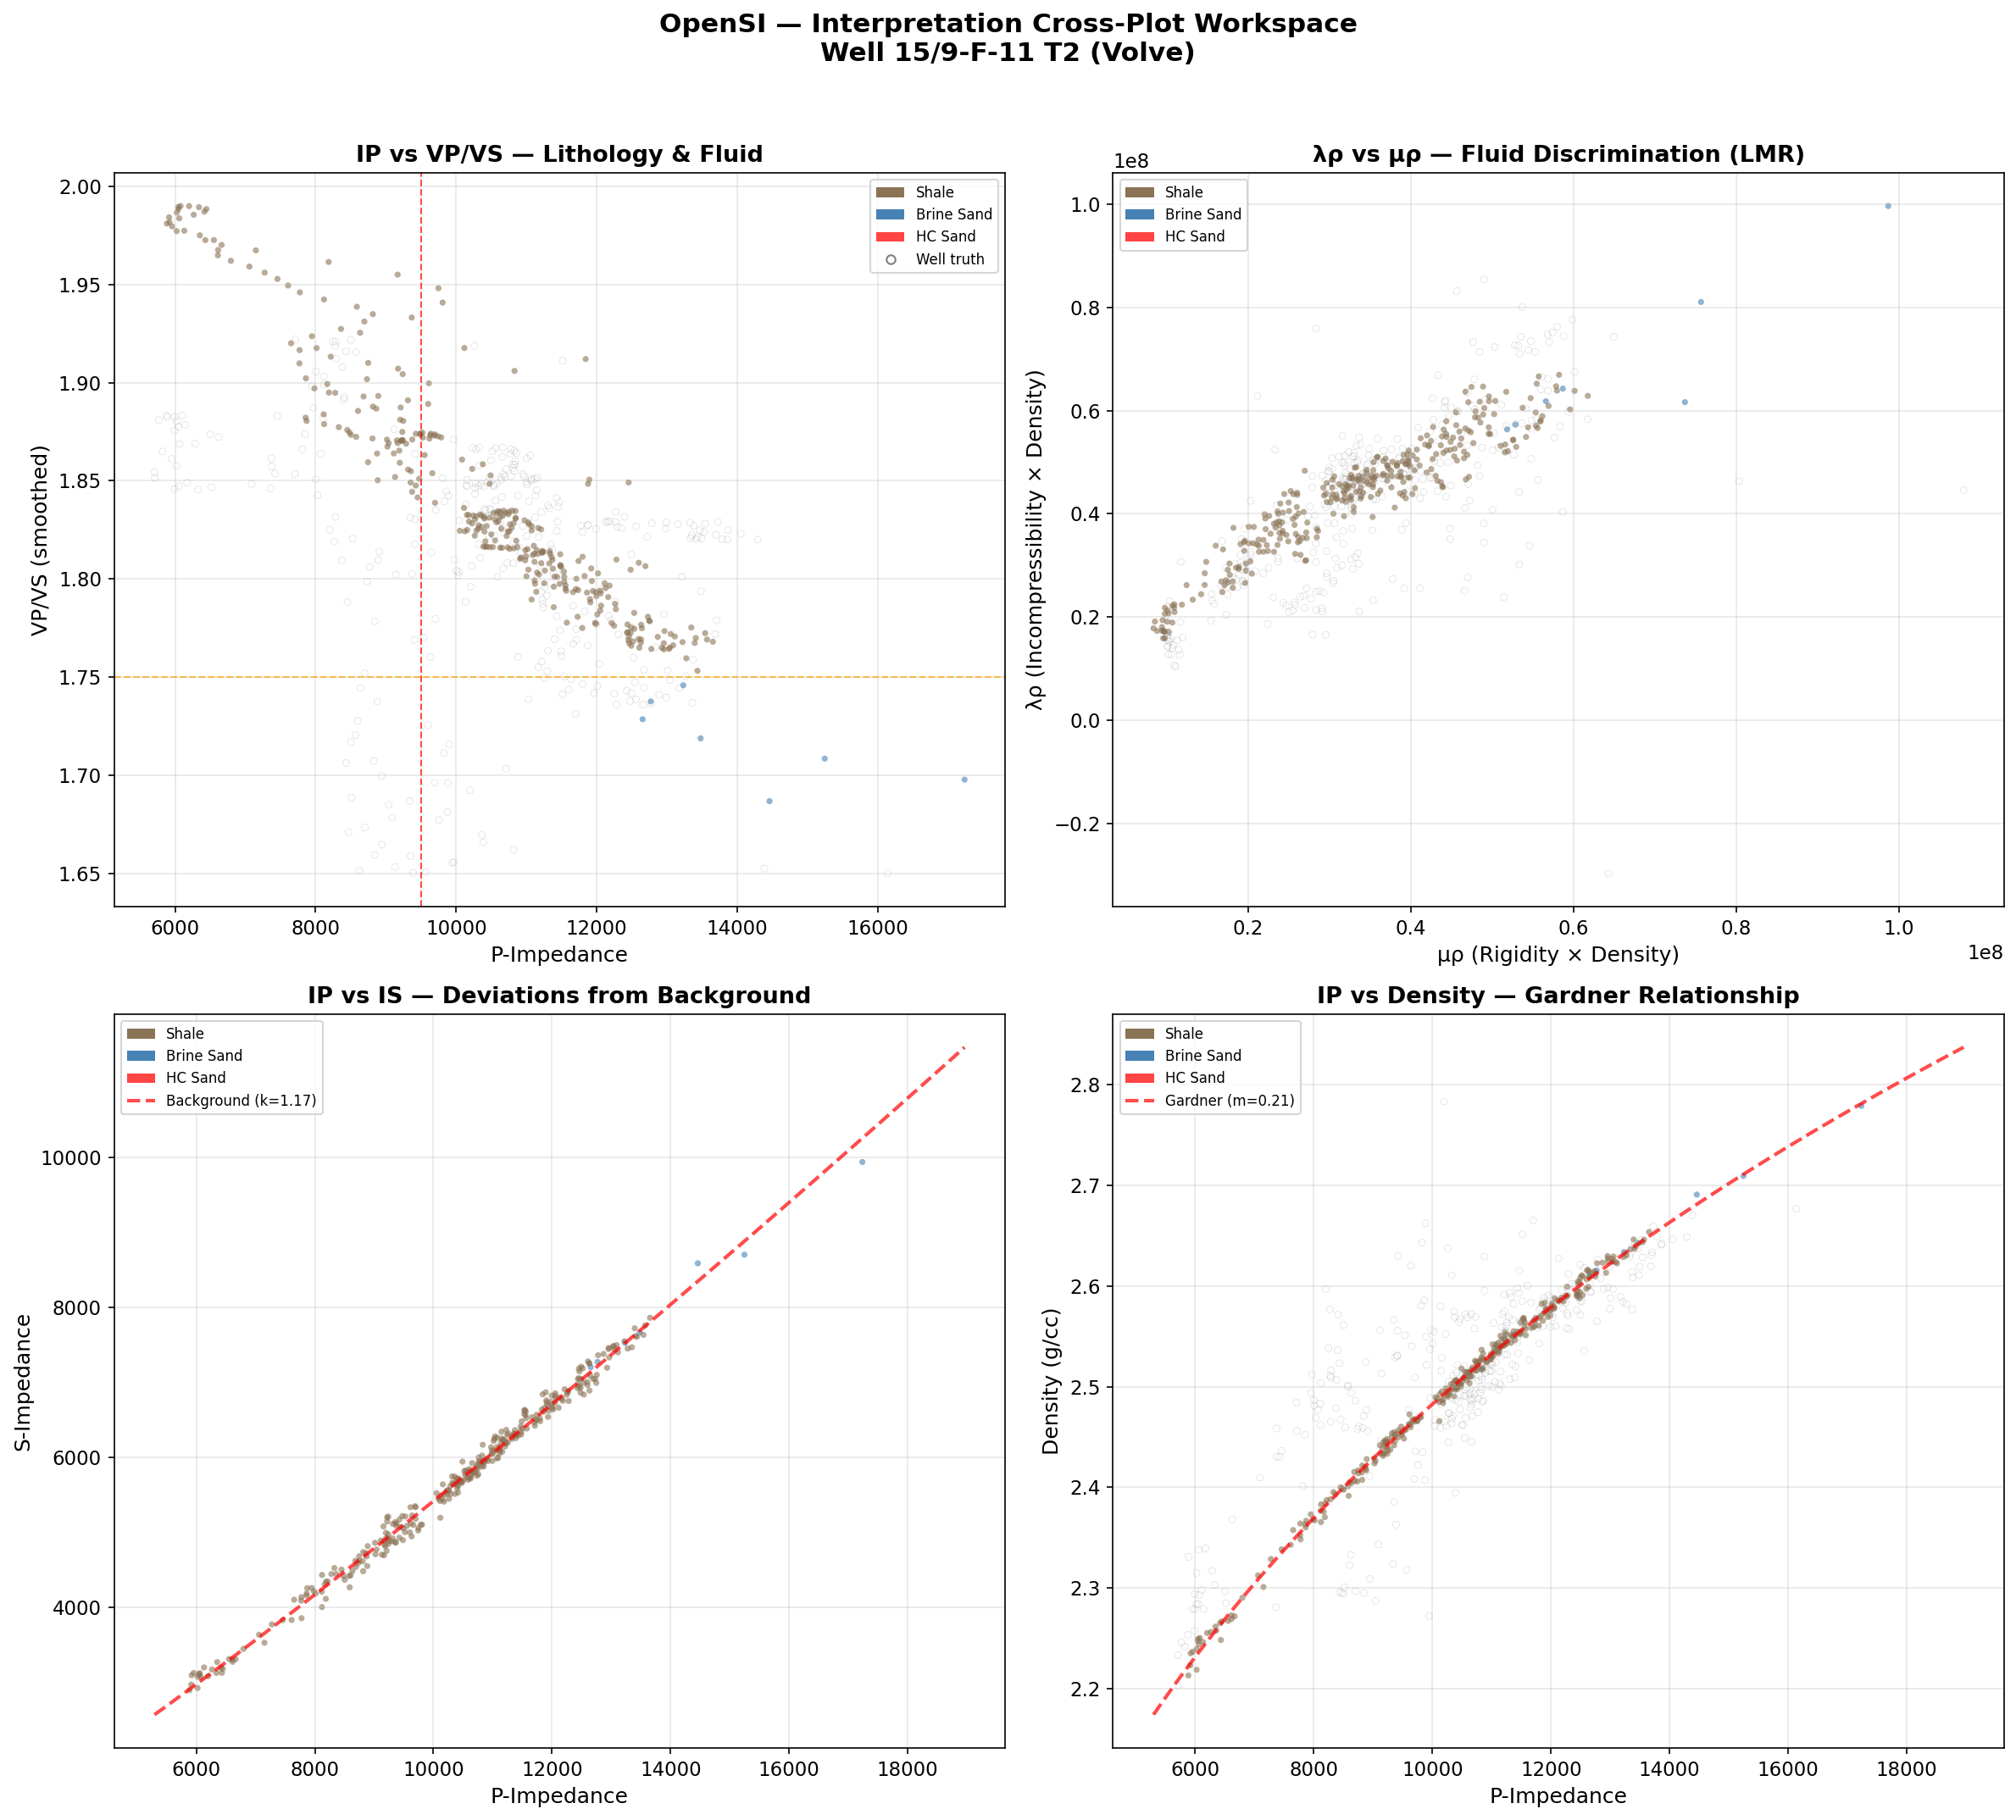 OpenSI — Interpretation Cross-Plot Workspace
Well 15/9-F-11 T2 (Volve)
IP vs VP/VS — Lithology & Fluid
VP/VS (smoothed)
2.00
1.95
1.90
1.85
1.80
1.75
1.70
1.65
Shale
Brine Sand
HC Sand
Well truth
6000 8000 10000 12000 14000 16000
P-Impedance
λρ vs μρ — Fluid Discrimination (LMR)
1e8
λρ (Incompressibility × Density)
1.0
0.8
0.6
0.4
0.2
0.0
−0.2
Shale
Brine Sand
HC Sand
0.2 0.4 0.6 0.8 1.0
1e8
μρ (Rigidity × Density)
IP vs IS — Deviations from Background
S-Impedance
10000
8000
6000
4000
Shale
Brine Sand
HC Sand
Background (k=1.17)
6000 8000 10000 12000 14000 16000 18000
P-Impedance
IP vs Density — Gardner Relationship
Density (g/cc)
2.8
2.7
2.6
2.5
2.4
2.3
2.2
Shale
Brine Sand
HC Sand
Gardner (m=0.21)
6000 8000 10000 12000 14000 16000 18000
P-Impedance